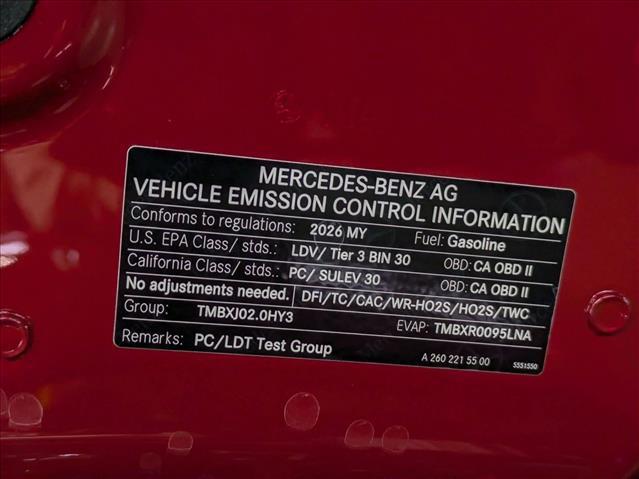 MERCEDES-BENZ AG
VEHICLE EMISSION CONTROL INFORMATION
Conforms to regulations: 2026 MY Fuel: Gasoline
U.S. EPA Class/ stds.: LDV/ Tier 3 BIN 30 OBD: CA OBD II
California Class/ stds.: PC/ SULEV 30 OBD: CA OBD II
No adjustments needed. DFI/TC/CAC/WR-HO2S/HO2S/TWC
Group: TMBXJ02.0HY3 EVAP: TMBXR0095LNA
Remarks: PC/LDT Test Group A 260 221 55 00 5551550